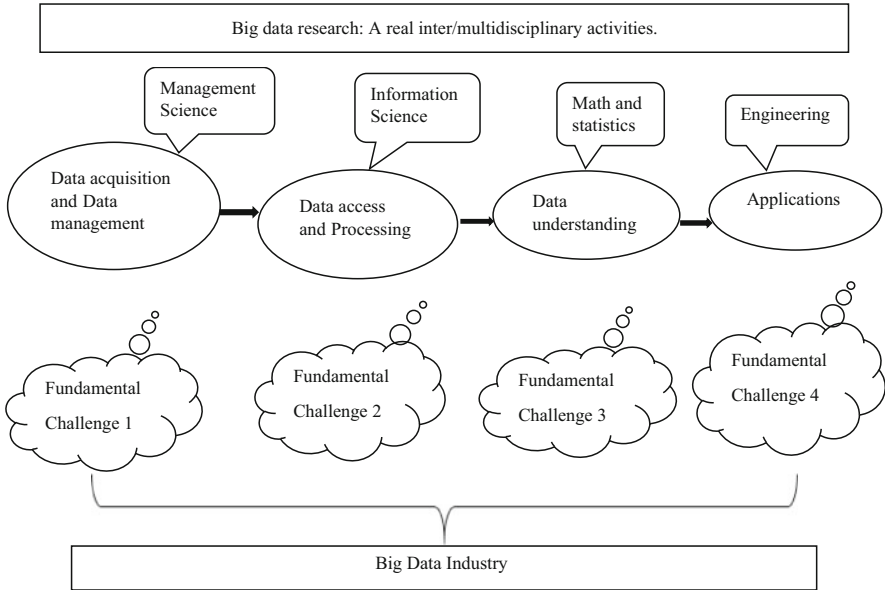 Big data research: A real inter/multidisciplinary activities.
Management
Science
Information
Science
Math and
statistics
Engineering
Data acquisition
and Data
management
Data access
and Processing
Data
understanding
Applications
Fundamental
Challenge 1
Fundamental
Challenge 2
Fundamental
Challenge 3
Fundamental
Challenge 4
Big Data Industry